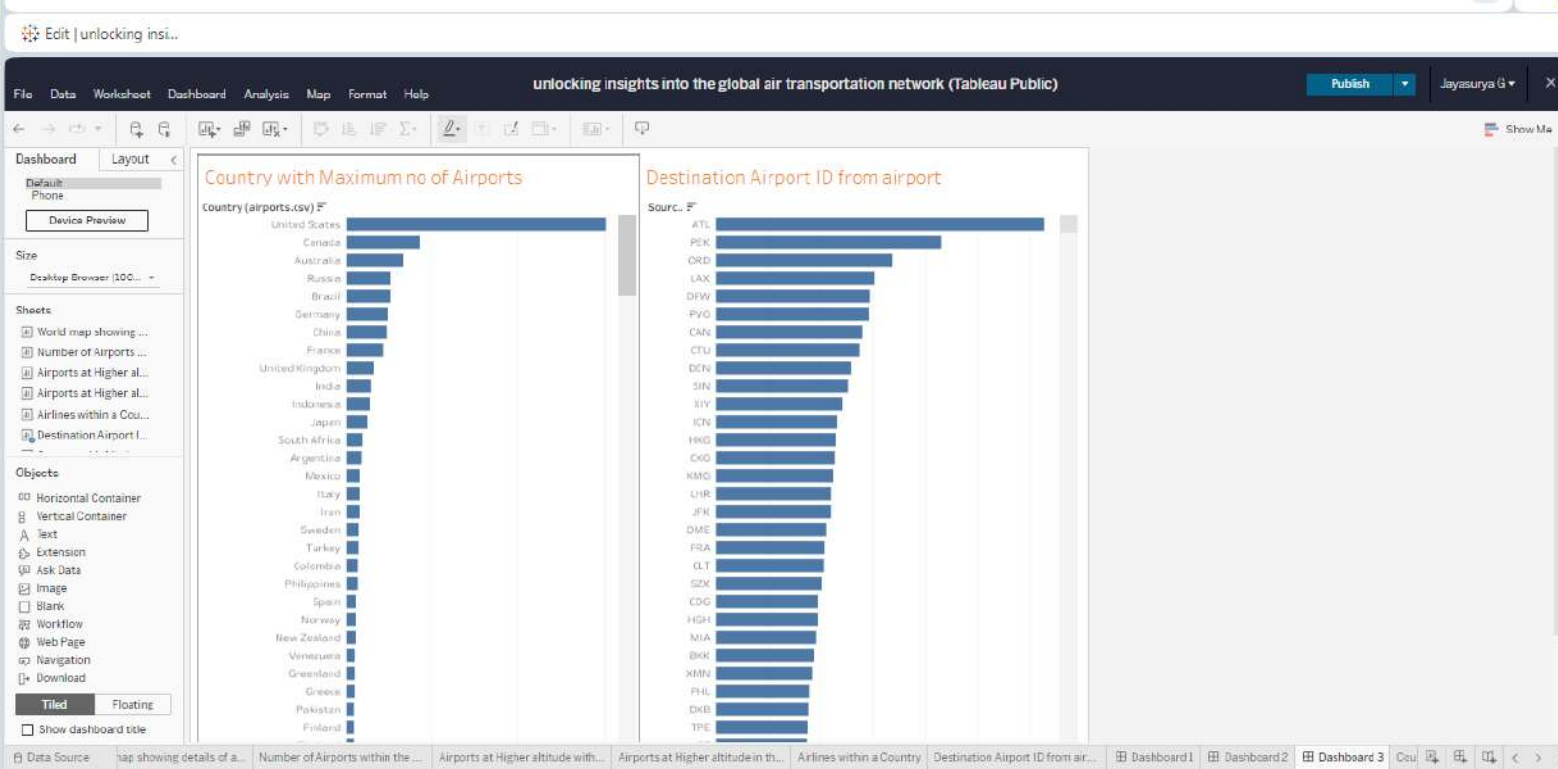 Edit | unlocking insi...
unlocking insights into the global air transportation network (Tableau Public)
File Data Worksheet Dashboard Analysis Map Format Help
Publish
Jayasurya G
Show Me
Dashboard Layout
Default
Phone
Device Preview
Size
Desktop Browser (100...
Sheets
World map showing ...
Number of Airports ...
Airports at Higher al...
Airports at Higher al...
Airlines within a Cou...
Destination Airport I...
Objects
Horizontal Container
Vertical Container
Text
Extension
Ask Data
Image
Blank
Workflow
Web Page
Navigation
Download
Tiled Floating
Show dashboard title
Country with Maximum no of Airports
Country (airports.csv)
United States
Canada
Australia
Russia
Brazil
Germany
China
France
United Kingdom
India
Indonesia
Japan
South Africa
Argentina
Mexico
Italy
Iran
Sweden
Turkey
Colombia
Philippines
Spain
Norway
New Zealand
Venezuela
Greenland
Greece
Pakistan
Finland
Destination Airport ID from airport
Sourc..
ATL
PEK
ORD
LAX
DFW
PVG
CAN
CTU
DEN
SIN
XIY
ICN
HKG
CKG
KMG
LHR
JFK
DME
FRA
CLT
SZX
CDG
HGH
MIA
BKK
XMN
PHL
DXB
TPE
Data Source
map showing details of a...
Number of Airports within the ...
Airports at Higher altitude with...
Airports at Higher altitude in th...
Airlines within a Country
Destination Airport ID from air...
Dashboard 1
Dashboard 2
Dashboard 3
Cou